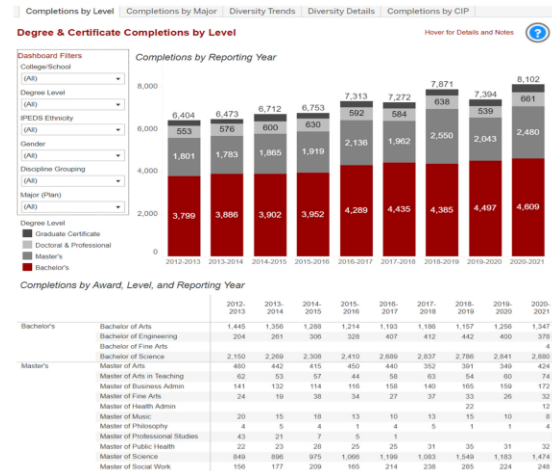 Completions by Level Completions by Major Diversity Trends Diversity Details Completions by CIP
Degree & Certificate Completions by Level
Hover for Details and Notes ?
Dashboard Filters
College/School
(All)
Degree Level
(All)
IPEDS Ethnicity
(All)
Gender
(All)
Discipline Grouping
(All)
Major (Plan)
(All)
Degree Level
Graduate Certificate
Doctoral & Professional
Master's
Bachelor's
Completions by Reporting Year
8,000
6,000
4,000
2,000
0
6,404 6,473 6,712 6,753 7,313 7,272 7,871 7,394 8,102
553 576 600 630 592 584 638 539 661
1,801 1,783 1,865 1,919 2,136 1,962 2,550 2,043 2,480
3,799 3,886 3,902 3,952 4,289 4,435 4,385 4,497 4,609
2012-2013 2013-2014 2014-2015 2015-2016 2016-2017 2017-2018 2018-2019 2019-2020 2020-2021
Completions by Award, Level, and Reporting Year
2012- 2013- 2014- 2015- 2016- 2017- 2018- 2019- 2020-
2013 2014 2015 2016 2017 2018 2019 2020 2021
Bachelor's Bachelor of Arts 1,445 1,356 1,288 1,214 1,193 1,186 1,157 1,256 1,347
Bachelor of Engineering 204 261 306 328 407 412 442 400 378
Bachelor of Fine Arts 4
Bachelor of Science 2,150 2,269 2,308 2,410 2,689 2,837 2,786 2,841 2,880
Master's Master of Arts 480 442 415 450 440 352 391 349 424
Master of Arts in Teaching 62 53 57 44 58 63 54 60 74
Master of Business Admin 141 132 114 116 158 140 165 159 172
Master of Fine Arts 24 19 38 34 27 37 33 26 32
Master of Health Admin 22 12
Master of Music 20 15 18 13 10 13 15 10 8
Master of Philosophy 4 5 4 1 4 5 1 1 4
Master of Professional Studies 43 21 7 5 1
Master of Public Health 22 23 28 25 25 31 35 31 32
Master of Science 849 896 975 1,066 1,199 1,083 1,549 1,183 1,474
Master of Social Work 156 177 209 165 214 238 285 224 248